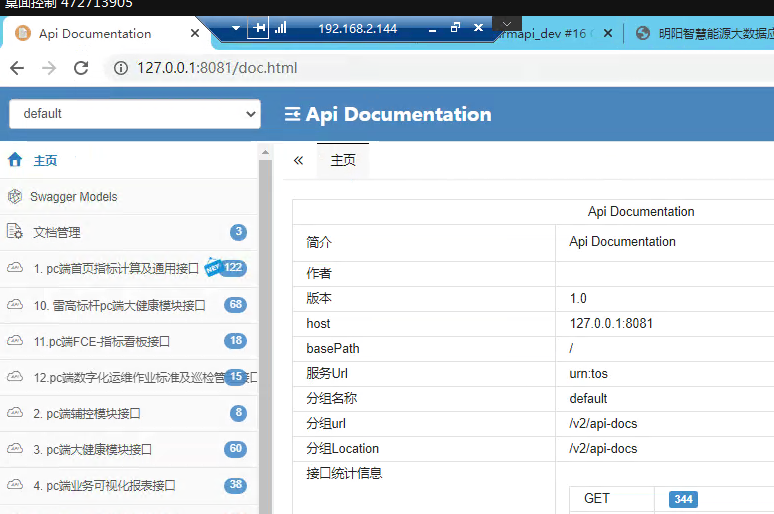 桌面控制 472713905
Api Documentation
192.168.2.144
rmapi_dev #16
明阳智慧能源大数据应
127.0.0.1:8081/doc.html
default
Api Documentation
主页
Swagger Models
文档管理 3
1. pc端首页指标计算及通用接口 NEW 122
10. 雷高标杆pc端大健康模块接口 68
11.pc端FCE-指标看板接口 18
12.pc端数字化运维作业标准及巡检管 15 接口
2. pc端辅控模块接口 8
3. pc端大健康模块接口 60
4. pc端业务可视化报表接口 38
主页
Api Documentation
简介 Api Documentation
作者
版本 1.0
host 127.0.0.1:8081
basePath /
服务Url urn:tos
分组名称 default
分组url /v2/api-docs
分组Location /v2/api-docs
接口统计信息
GET 344